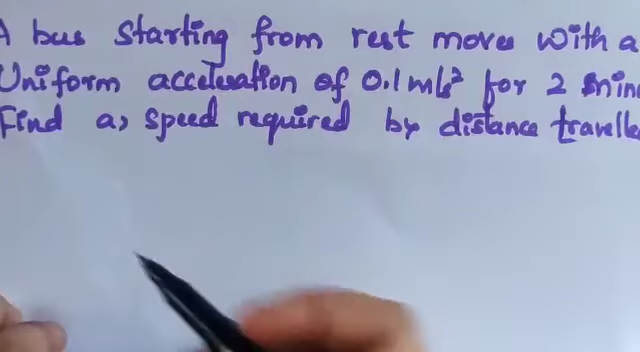 A bus starting from rest moves with a
Uniform acceleration of 0.1 m/s² for 2 min
Find a, speed required by distance travelle